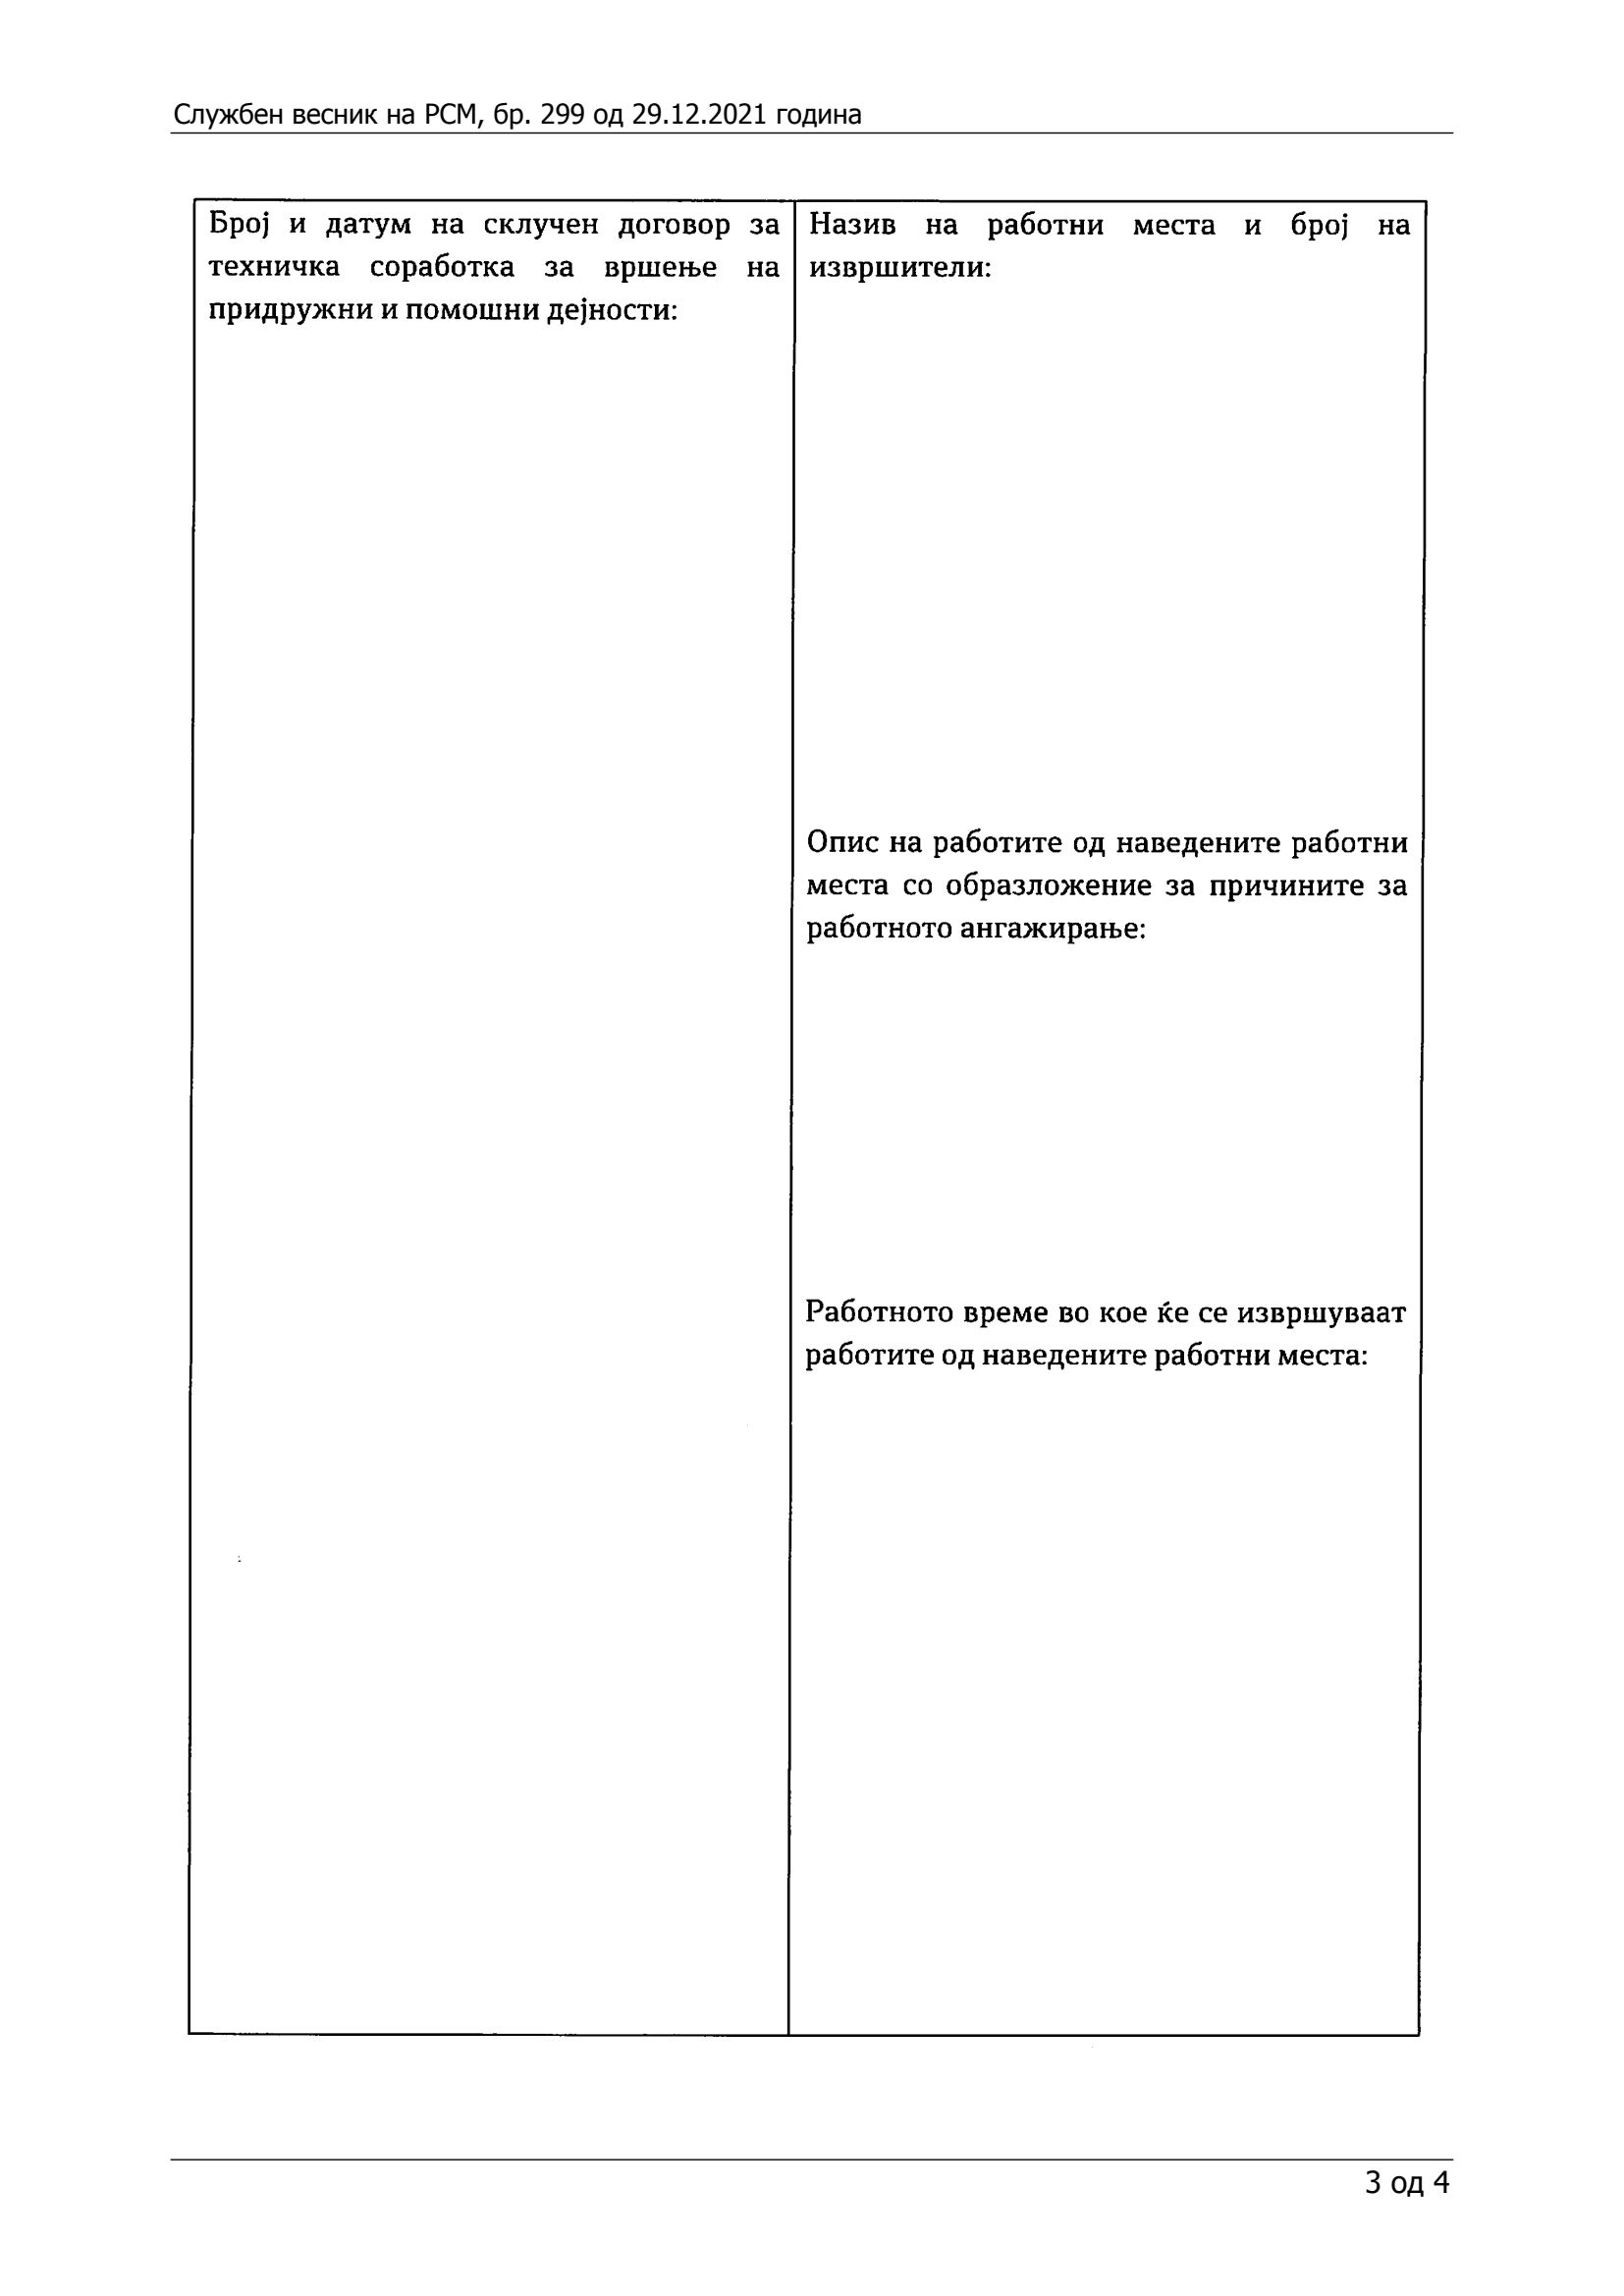 Службен весник на РСМ, бр. 299 од 29.12.2021 година
Број и датум на склучен договор за
техничка соработка за вршење на
придружни и помошни дејности:
Назив на работни места и број на
извршители:
Опис на работите од наведените работни
места со образложение за причините за
работното ангажирање:
Работното време во кое ќе се извршуваат
работите од наведените работни места:
3 од 4